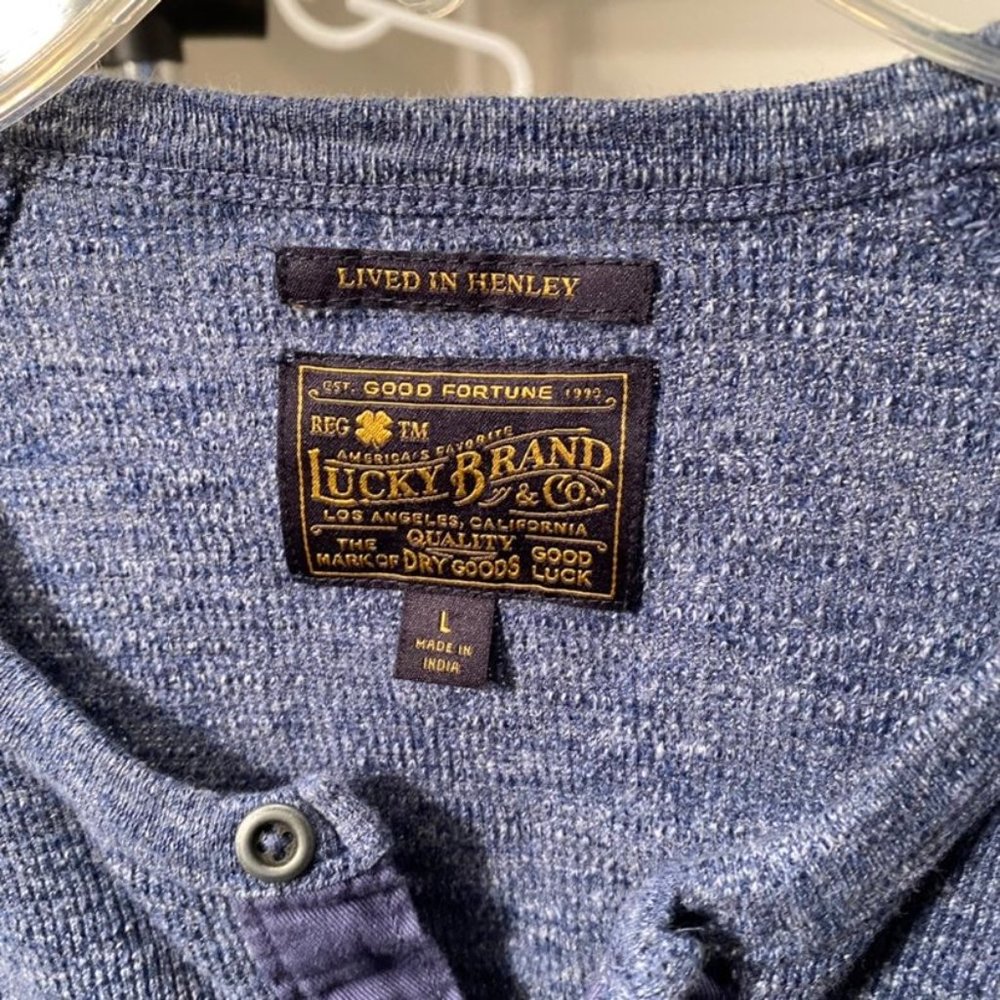 LIVED IN HENLEY
EST. GOOD FORTUNE 1990
REG TM
AMERICA'S FAVORITE
LUCKY BRAND
& CO.
LOS ANGELES, CALIFORNIA
QUALITY
THE MARK OF DRY GOODS GOOD LUCK
L
MADE IN
INDIA